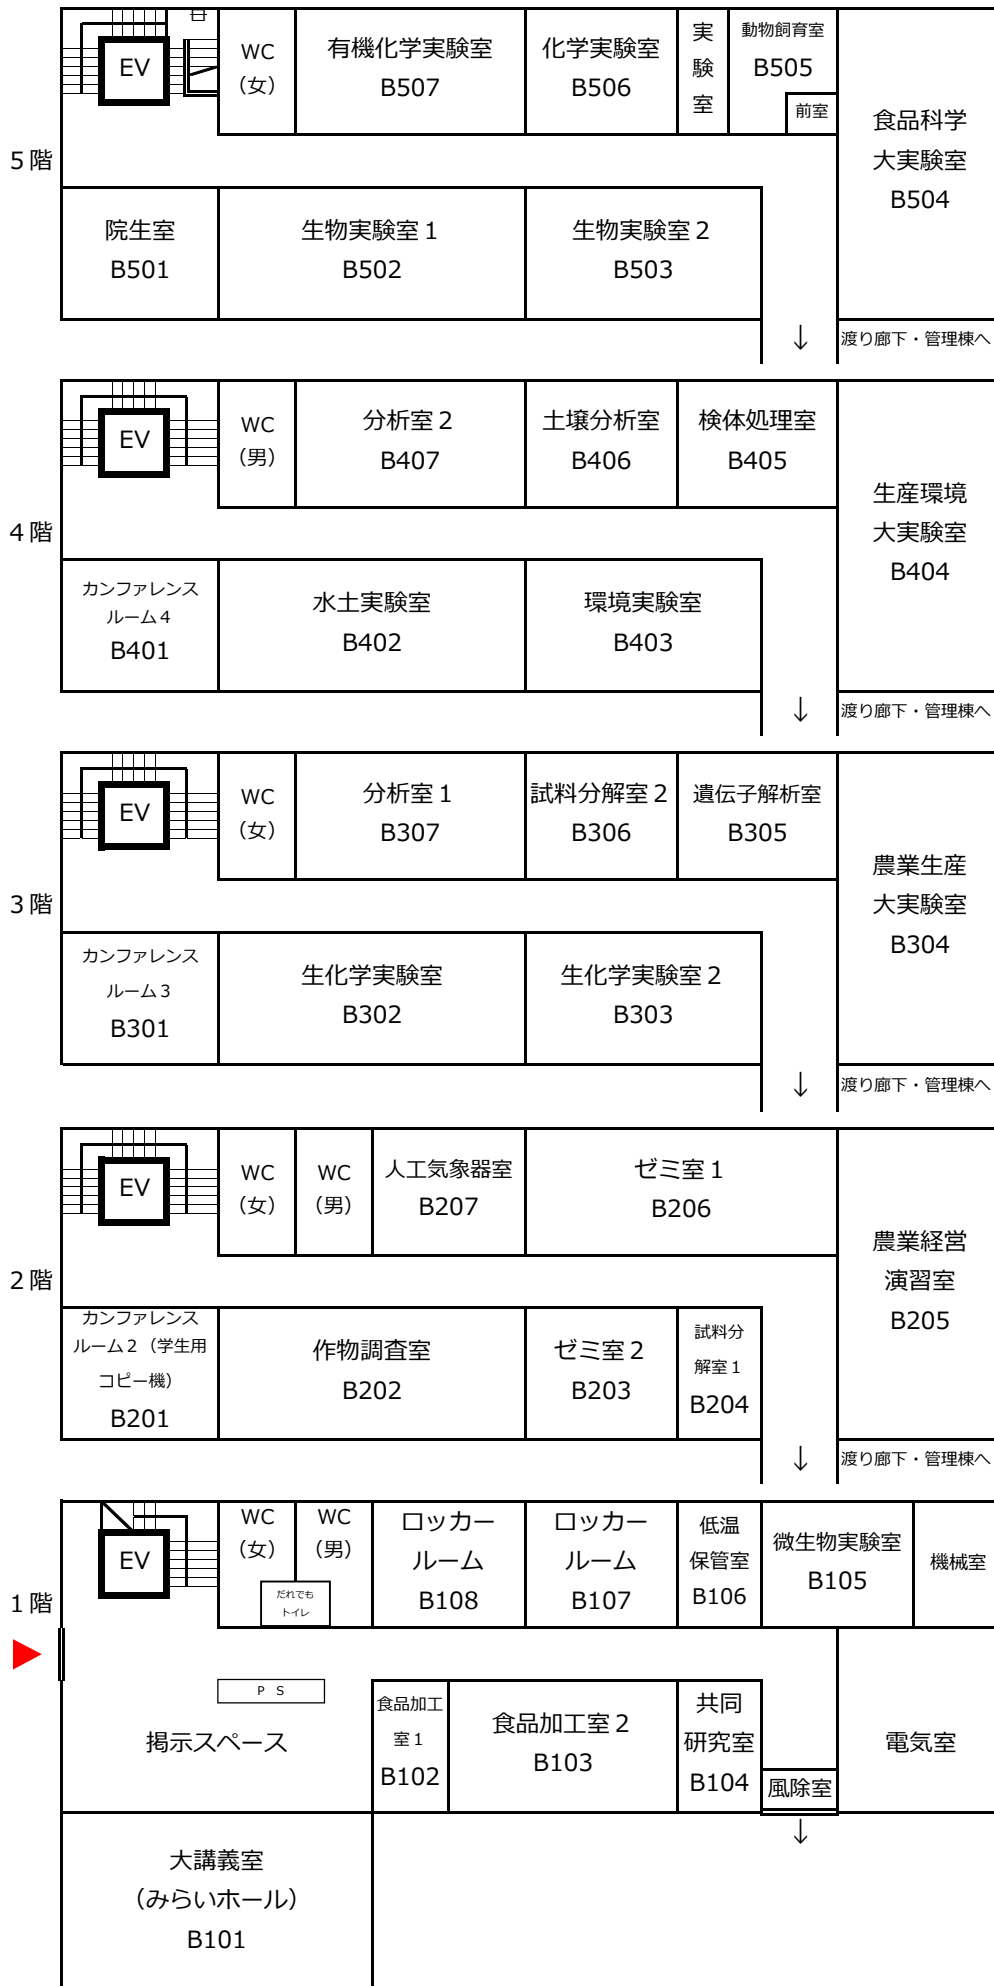 EV
WC
（女）
有機化学実験室
B507
化学実験室
B506
実
験
室
動物飼育室
B505
前室
食品科学
大実験室
B504
5階
院生室
B501
生物実験室1
B502
生物実験室2
B503
↓
渡り廊下・管理棟へ
EV
WC
（男）
分析室2
B407
土壌分析室
B406
検体処理室
B405
生産環境
大実験室
B404
4階
カンファレンス
ルーム4
B401
水土実験室
B402
環境実験室
B403
↓
渡り廊下・管理棟へ
EV
WC
（女）
分析室1
B307
試料分解室2
B306
遺伝子解析室
B305
農業生産
大実験室
B304
3階
カンファレンス
ルーム3
B301
生化学実験室
B302
生化学実験室2
B303
↓
渡り廊下・管理棟へ
EV
WC
（女）
WC
（男）
人工気象器室
B207
ゼミ室1
B206
農業経営
演習室
B205
2階
カンファレンス
ルーム2（学生用
コピー機）
B201
作物調査室
B202
ゼミ室2
B203
試料分
解室1
B204
↓
渡り廊下・管理棟へ
EV
WC
（女）
WC
（男）
だれでも
トイレ
ロッカー
ルーム
B108
ロッカー
ルーム
B107
低温
保管室
B106
微生物実験室
B105
機械室
1階
PS
掲示スペース
食品加工
室1
B102
食品加工室2
B103
共同
研究室
B104
風除室
↓
電気室
大講義室
（みらいホール）
B101